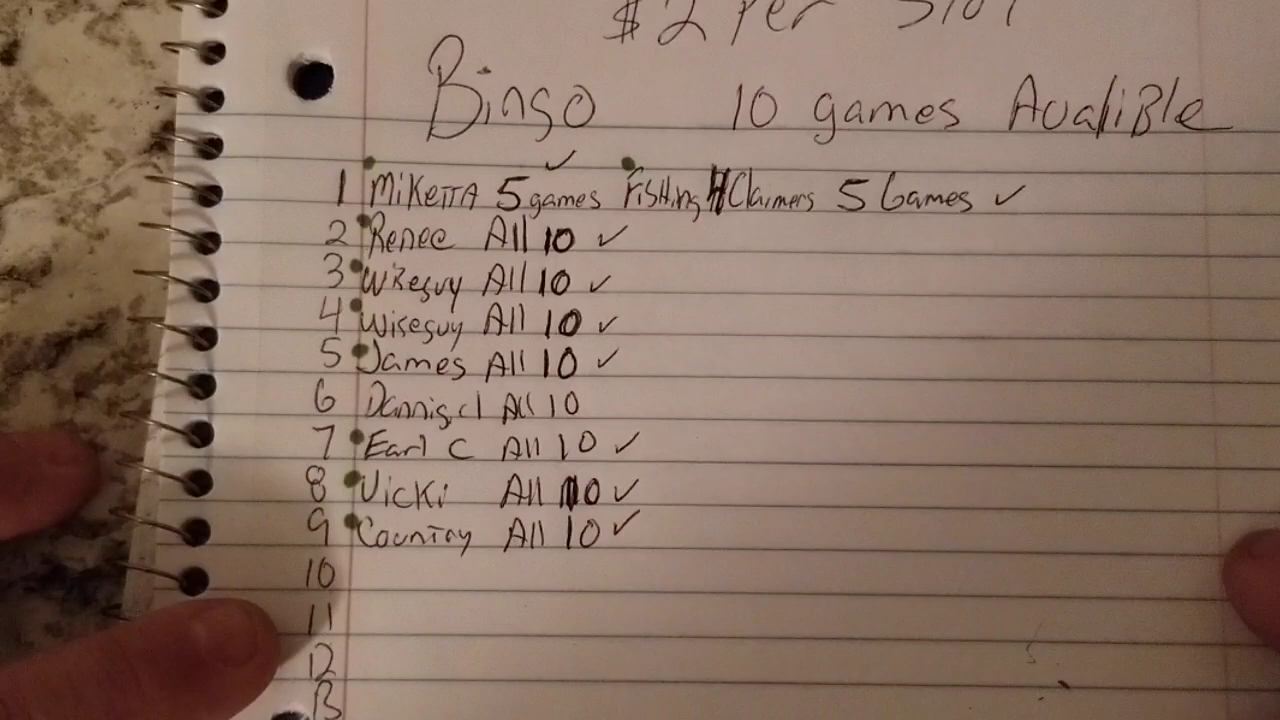 $2 Per Slot
Bingo 10 games Avalible
1 MiKeTTA 5 games Fishing Claimers 5 Games ✓
2 Renee All 10 ✓
3 Wiseguy All 10 ✓
4 Wiseguy All 10 ✓
5 James All 10 ✓
6 All 10
7 Earl C All 10 ✓
8 Vicki All 10 ✓
9 Country All 10 ✓
10
11
12
13